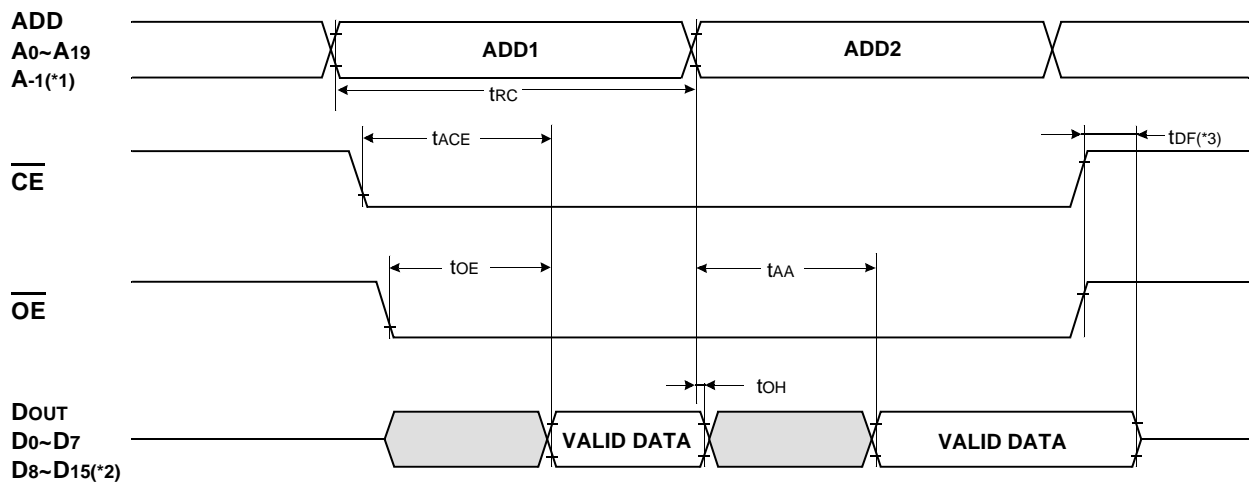 ADD
A0~A19
A-1(*1)
ADD1
ADD2
tRC
tACE
tDF(*3)
CE
tOE
tAA
OE
tOH
DOUT
D0~D7
D8~D15(*2)
VALID DATA
VALID DATA